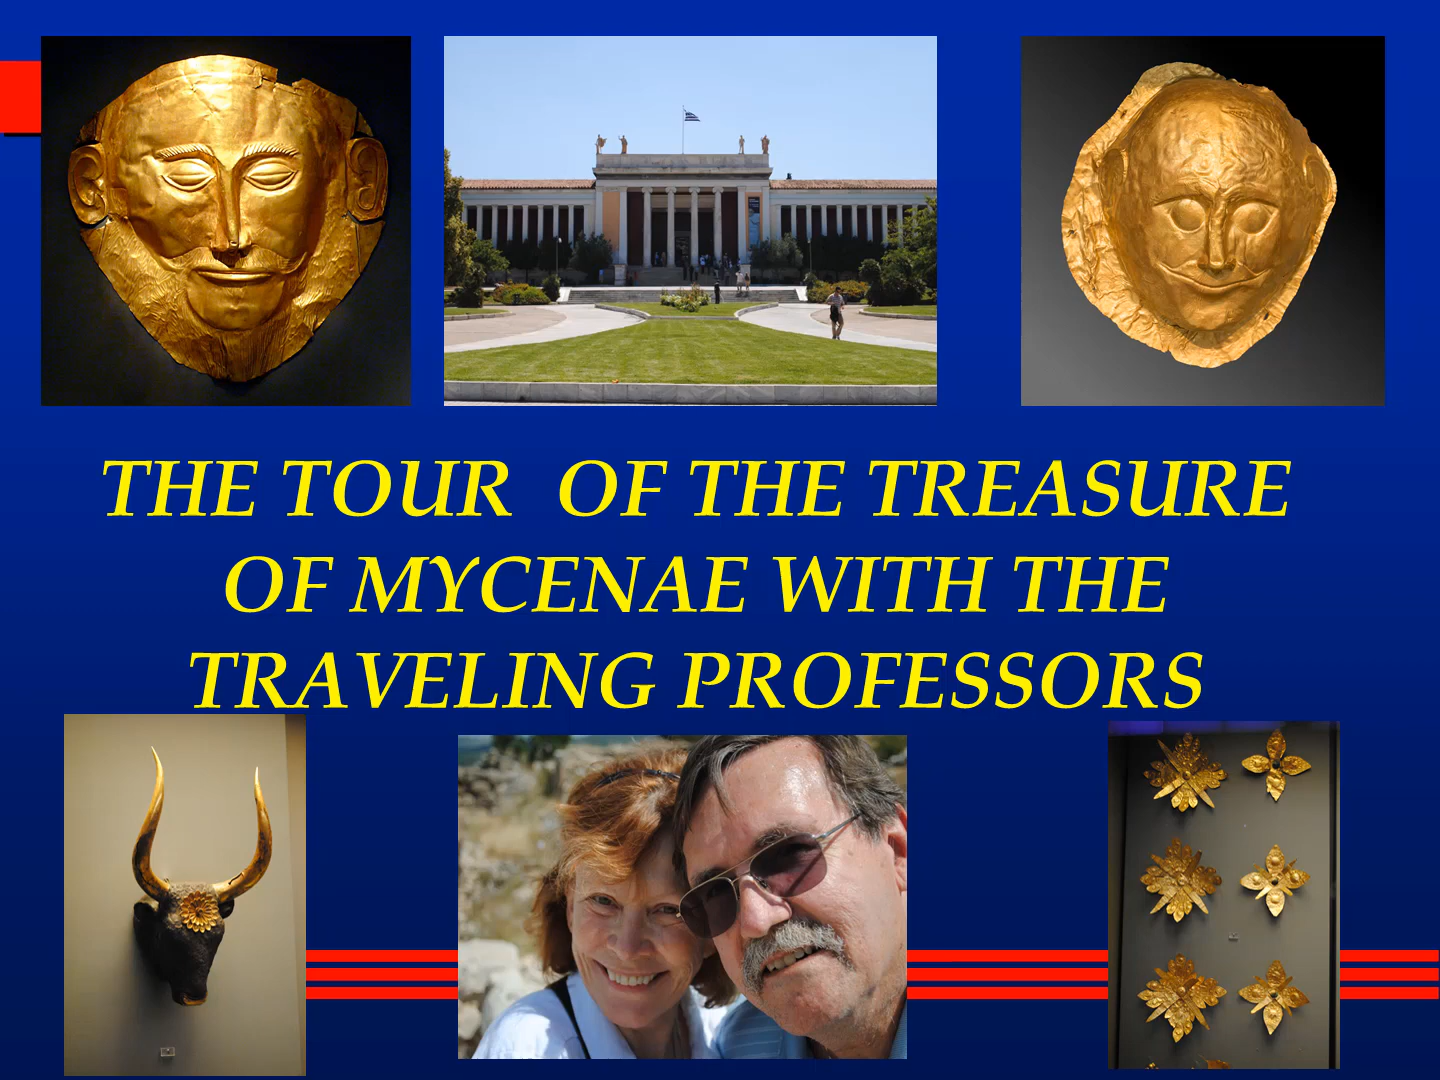 THE TOUR OF THE TREASURE
OF MYCENAE WITH THE
TRAVELING PROFESSORS